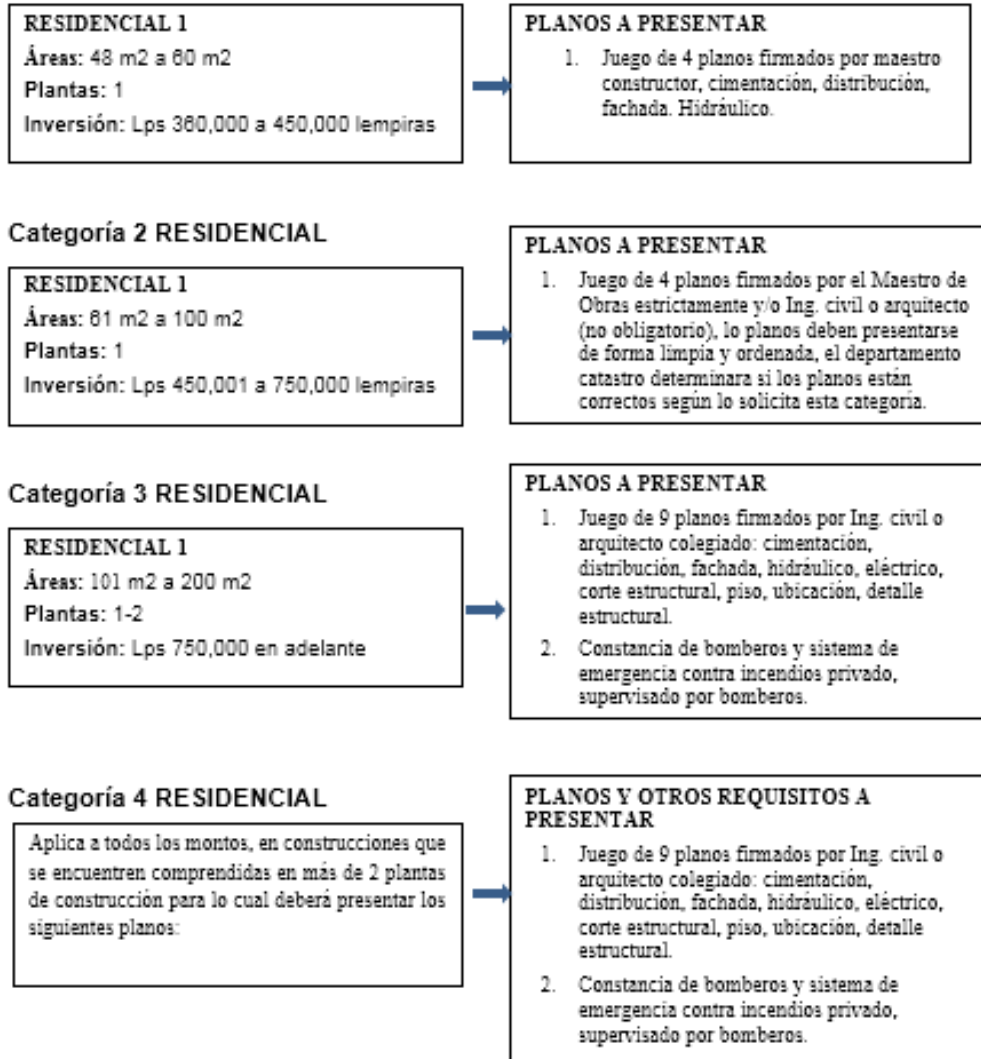 RESIDENCIAL 1
Áreas: 48 m2 a 60 m2
Plantas: 1
Inversión: Lps 360,000 a 450,000 lempiras
PLANOS A PRESENTAR
1. Juego de 4 planos firmados por maestro
constructor, cimentación, distribución,
fachada. Hidráulico.
Categoría 2 RESIDENCIAL
RESIDENCIAL 1
Áreas: 61 m2 a 100 m2
Plantas: 1
Inversión: Lps 450,001 a 750,000 lempiras
PLANOS A PRESENTAR
1. Juego de 4 planos firmados por el Maestro de
Obras estrictamente y/o Ing. civil o arquitecto
(no obligatorio), lo planos deben presentarse
de forma limpia y ordenada, el departamento
catastro determinara si los planos están
correctos según lo solicita esta categoría.
Categoría 3 RESIDENCIAL
RESIDENCIAL 1
Áreas: 101 m2 a 200 m2
Plantas: 1-2
Inversión: Lps 750,000 en adelante
PLANOS A PRESENTAR
1. Juego de 9 planos firmados por Ing. civil o
arquitecto colegiado: cimentación,
distribución, fachada, hidráulico, eléctrico,
corte estructural, piso, ubicación, detalle
estructural.
2. Constancia de bomberos y sistema de
emergencia contra incendios privado,
supervisado por bomberos.
Categoría 4 RESIDENCIAL
Aplica a todos los montos, en construcciones que
se encuentren comprendidas en más de 2 plantas
de construcción para lo cual deberá presentar los
siguientes planos:
PLANOS Y OTROS REQUISITOS A
PRESENTAR
1. Juego de 9 planos firmados por Ing. civil o
arquitecto colegiado: cimentación,
distribución, fachada, hidráulico, eléctrico,
corte estructural, piso, ubicación, detalle
estructural.
2. Constancia de bomberos y sistema de
emergencia contra incendios privado,
supervisado por bomberos.